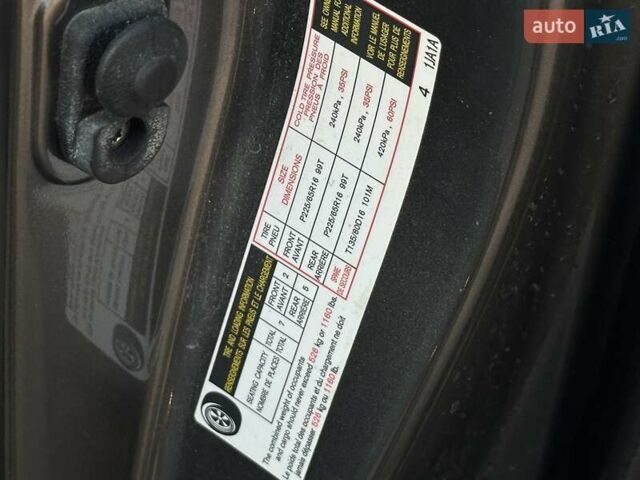 TIRE AND LOADING INFORMATION
RENSEIGNEMENTS SUR LES PNEUS ET LE CHARGEMENT
SEATING CAPACITY TOTAL 7 FRONT 2 REAR 5
NOMBRE DE PLACES TOTAL AVANT ARRIÈRE
The combined weight of occupants
and cargo should never exceed 526 kg or 1160 lbs.
Le poids total des occupants et du chargement ne doit
jamais dépasser 526 kg ou 1160 lb.
TIRE SIZE COLD TIRE PRESSURE
PNEU DIMENSIONS PRESSION DES
PNEUS À FROID
FRONT P225/65R16 99T 240kPa, 35PSI
AVANT
REAR P225/65R16 99T 240kPa, 35PSI
ARRIÈRE
SPARE T135/80D16 101M 420kPa, 60PSI
DE SECOURS
SEE OWNER
MANUAL FOR
ADDITIONAL
INFORMATION
VOIR LE MANUEL
DE L'USAGER
POUR PLUS DE
RENSEIGNEMENTS
4 1JA1A
AUTO RIA .com